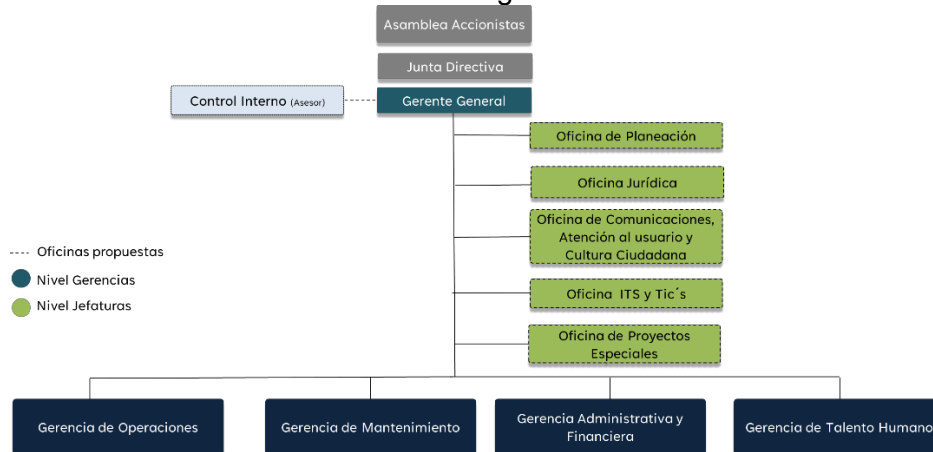 Asamblea Accionistas
Junta Directiva
Control Interno (Asesor)
Gerente General
Oficina de Planeación
Oficina Jurídica
Oficina de Comunicaciones,
Atención al usuario y
Cultura Ciudadana
---- Oficinas propuestas
Nivel Gerencias
Nivel Jefaturas
Oficina ITS y Tic´s
Oficina de Proyectos
Especiales
Gerencia de Operaciones
Gerencia de Mantenimiento
Gerencia Administrativa y
Financiera
Gerencia de Talento Humano